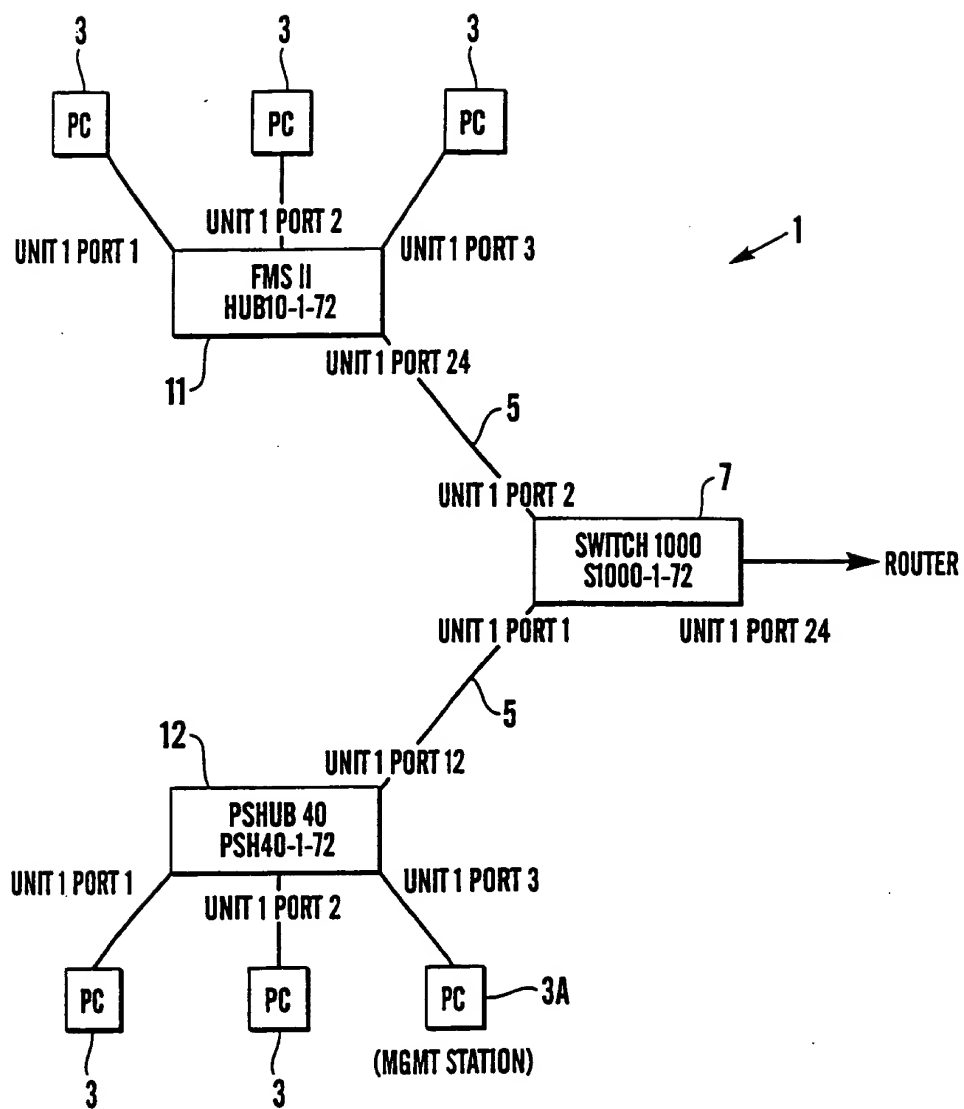 3
3
3
PC
PC
PC
UNIT 1 PORT 1
UNIT 1 PORT 2
UNIT 1 PORT 3
1
FMS II
HUB10-1-72
11
UNIT 1 PORT 24
5
UNIT 1 PORT 2
7
SWITCH 1000
S1000-1-72
ROUTER
UNIT 1 PORT 1
UNIT 1 PORT 24
5
12
UNIT 1 PORT 12
PSHUB 40
PSH40-1-72
UNIT 1 PORT 1
UNIT 1 PORT 2
UNIT 1 PORT 3
PC
PC
PC
3A
(MGMT STATION)
3
3